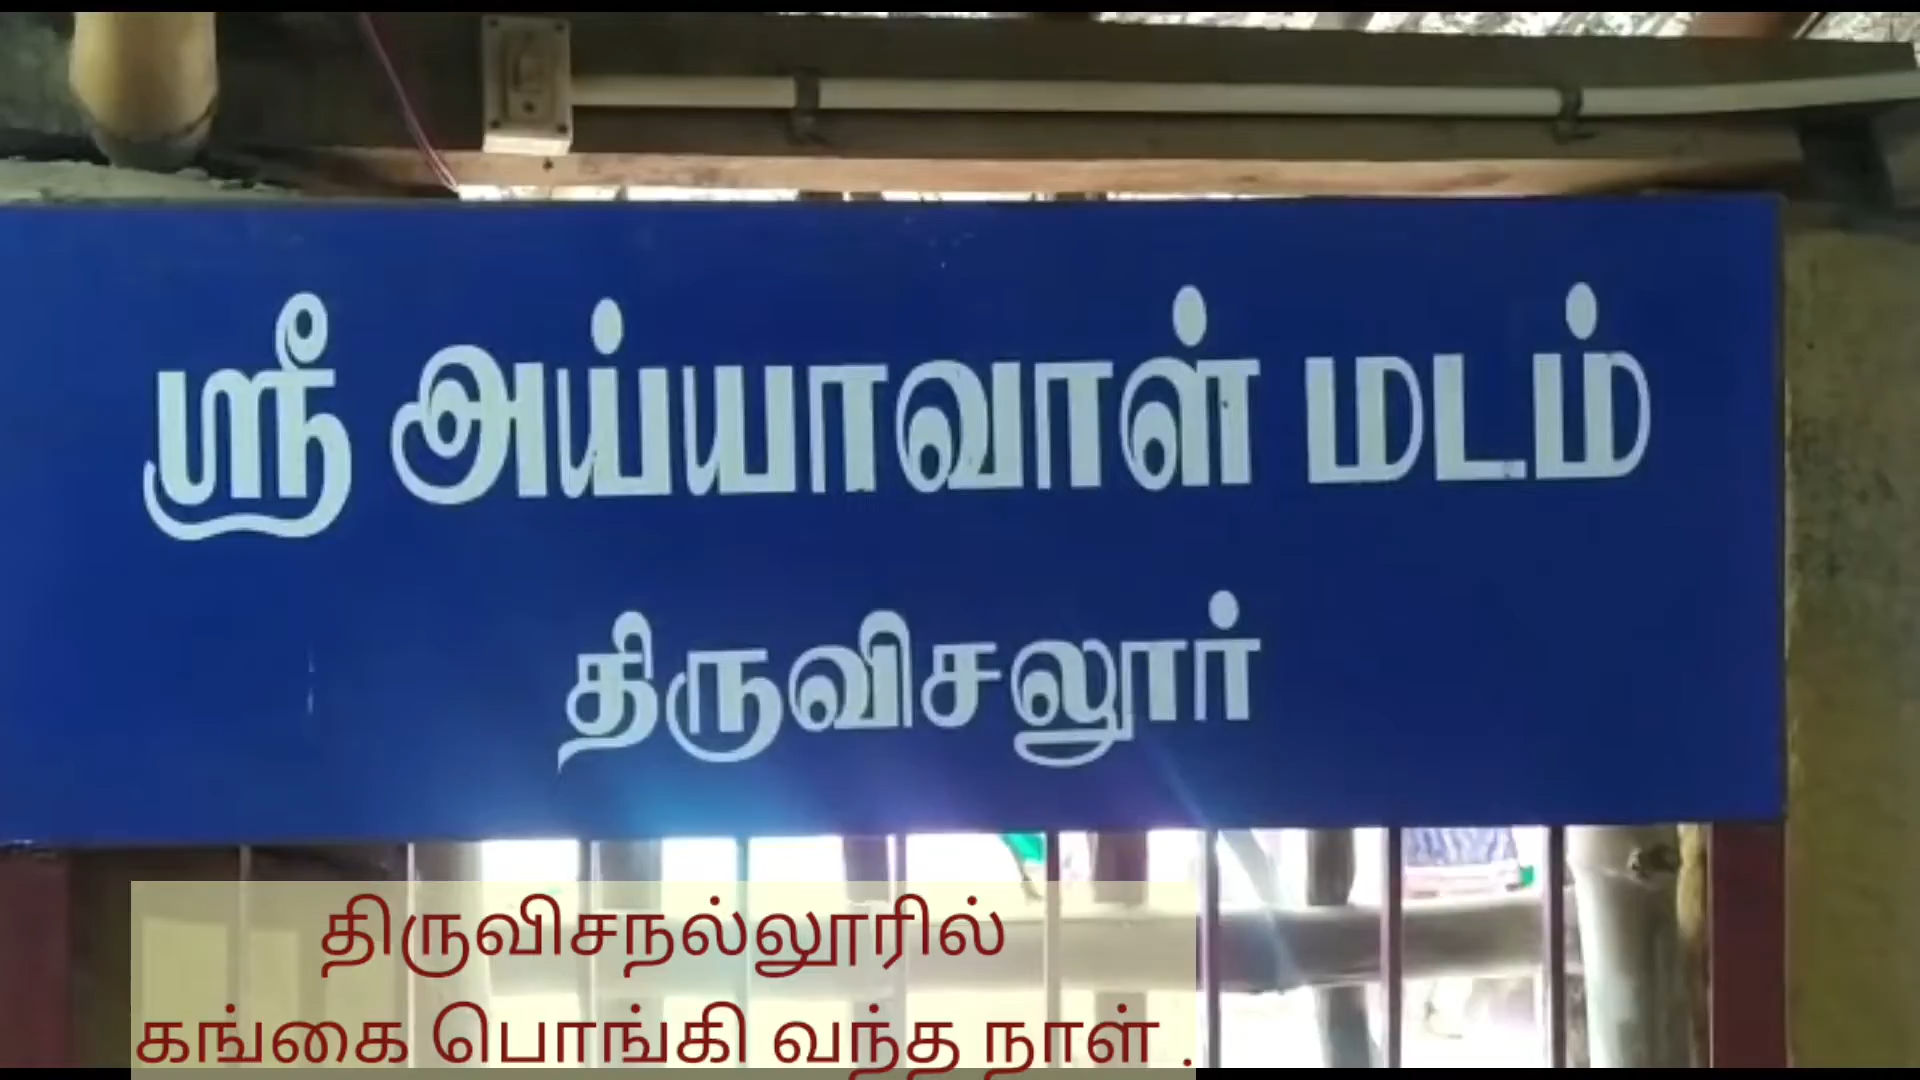 ஸ்ரீ அய்யாவாள் மடம்
திருவிசலூர்
திருவிசநல்லூரில்
கங்கை பொங்கி வந்த நாள் .